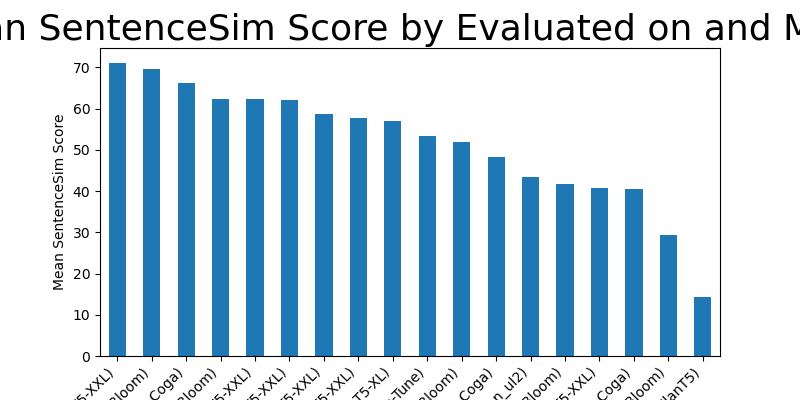 n SentenceSim Score by Evaluated on and M
Mean SentenceSim Score
70
60
50
40
30
20
10
0
5-XXL)
Bloom)
Coga)
Bloom)
5-XXL)
5-XXL)
5-XXL)
5-XXL)
T5-XL)
-Tune)
Bloom)
Coga)
n_ul2)
Bloom)
5-XXL)
Coga)
Bloom)
lanT5)